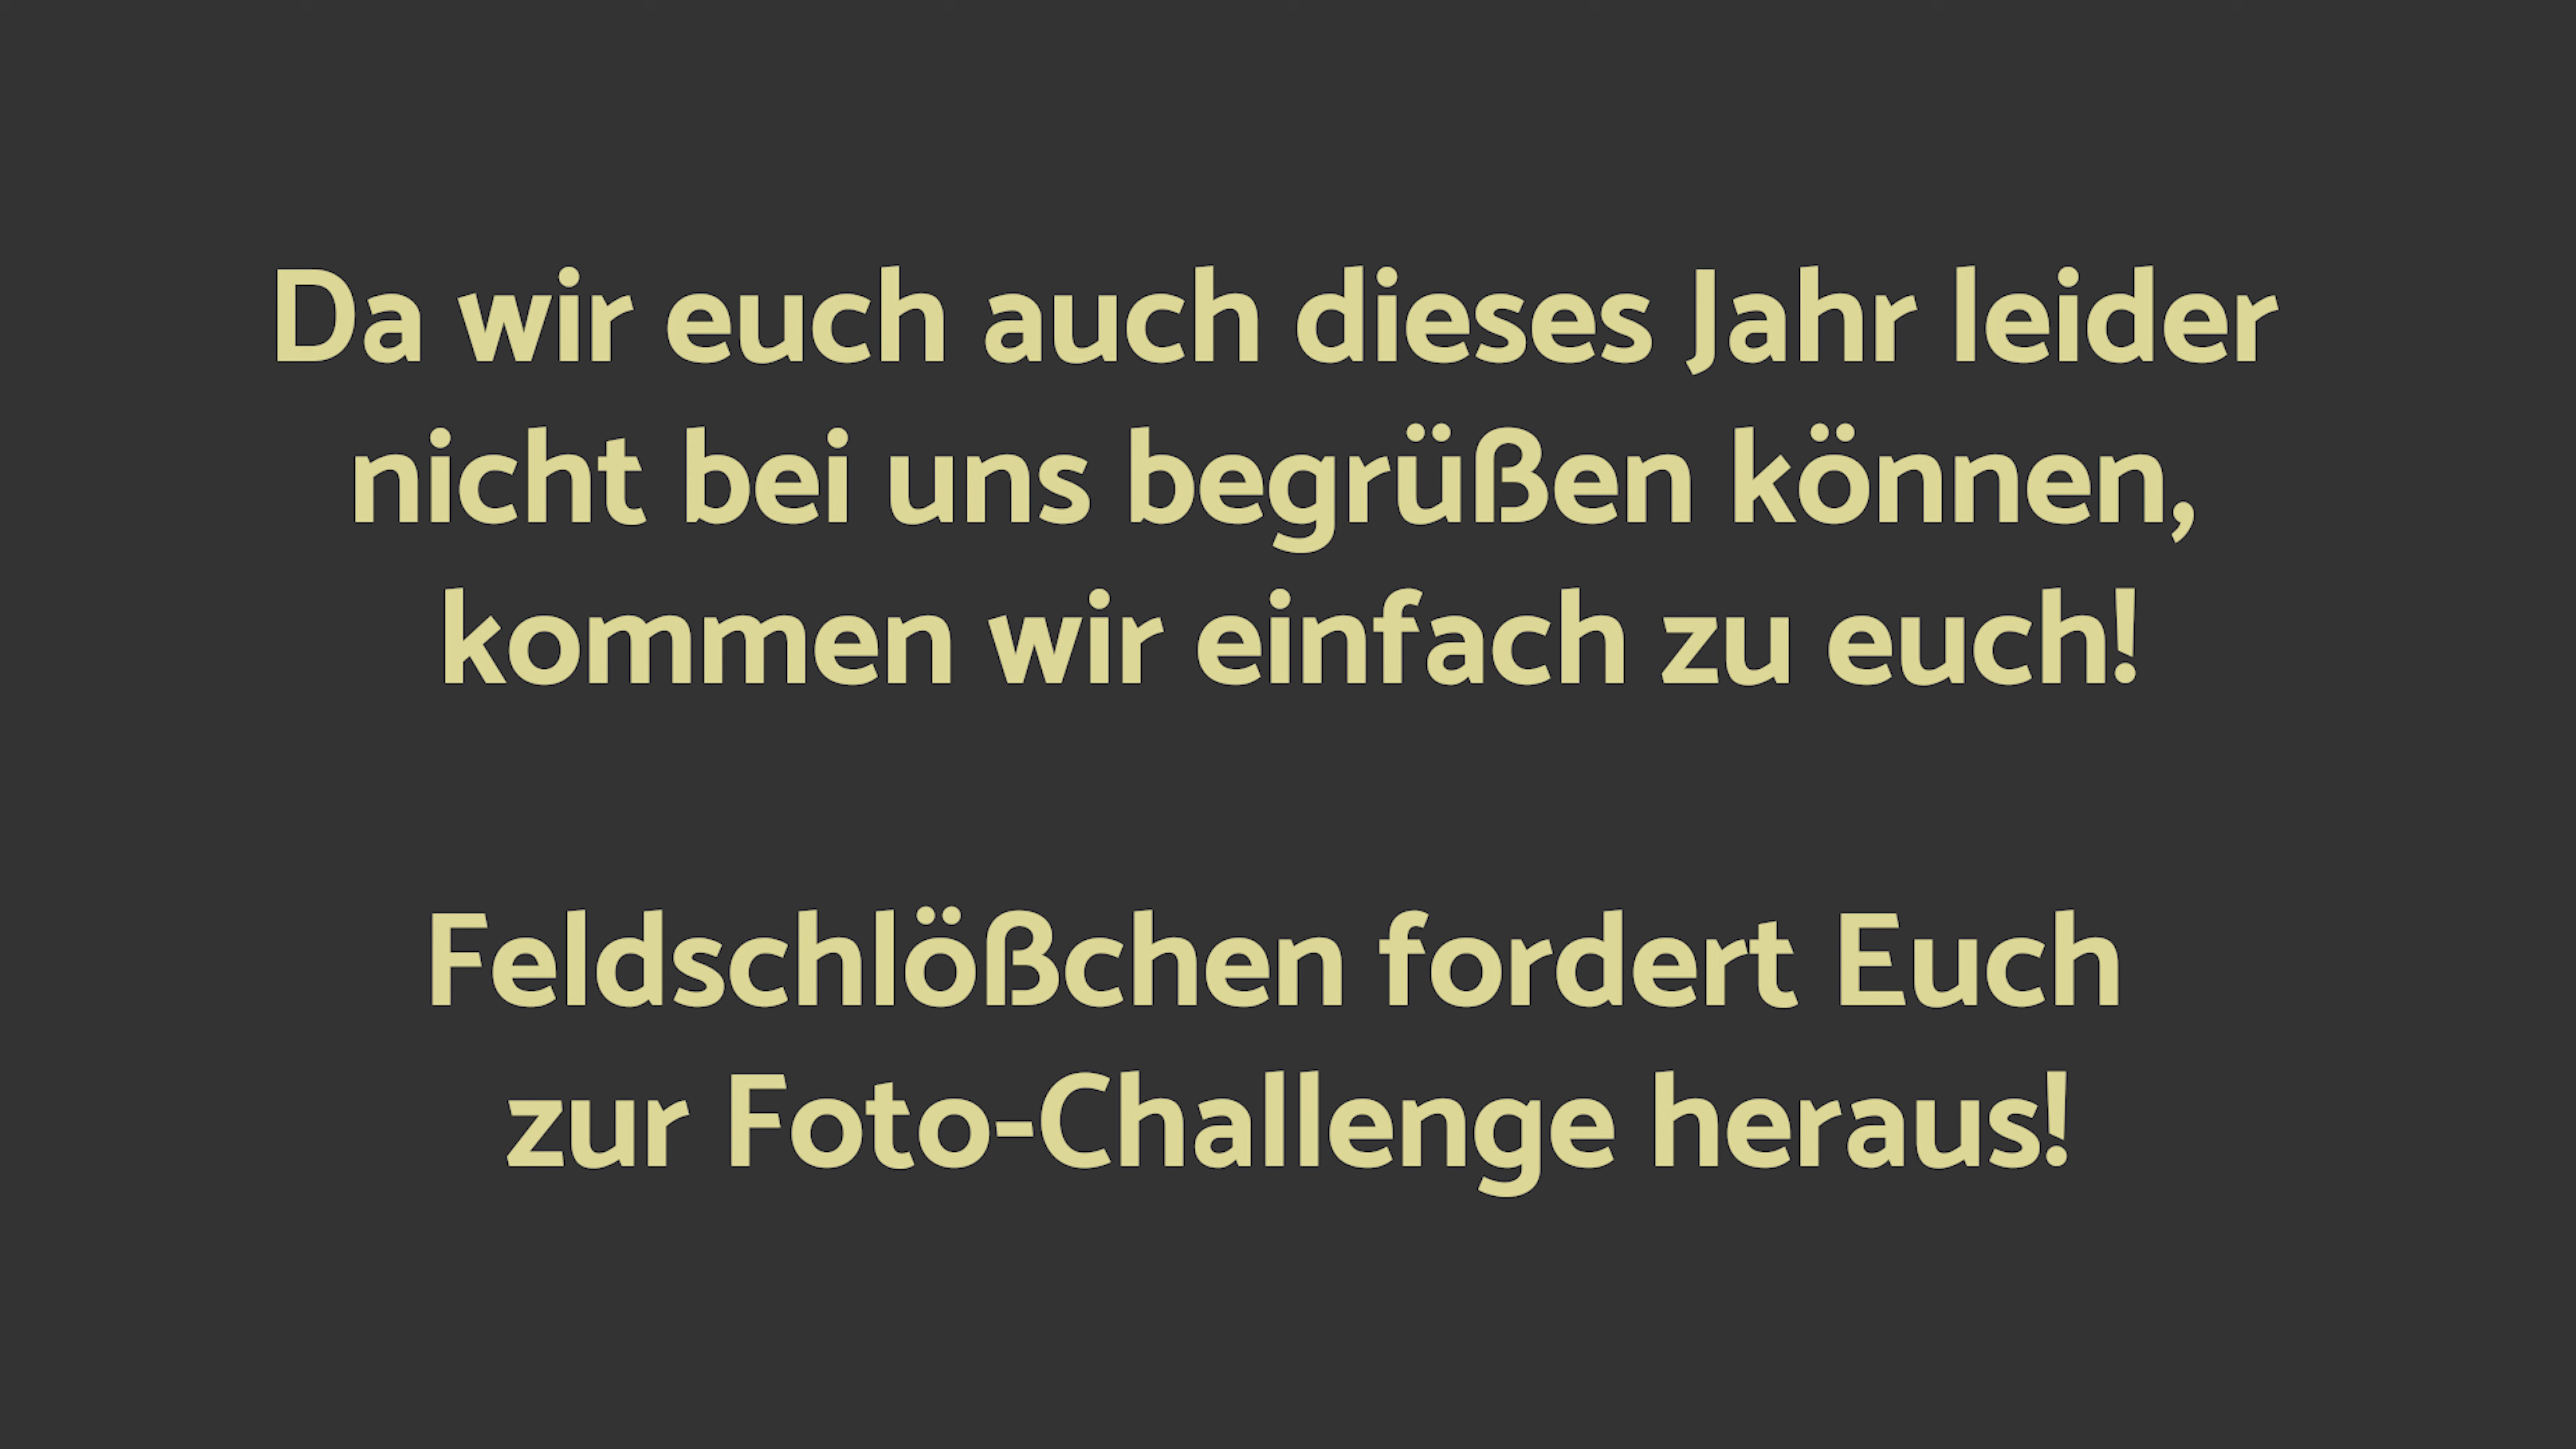 Da wir euch auch dieses Jahr leider
nicht bei uns begrüßen können,
kommen wir einfach zu euch!
Feldschlößchen fordert Euch
zur Foto-Challenge heraus!